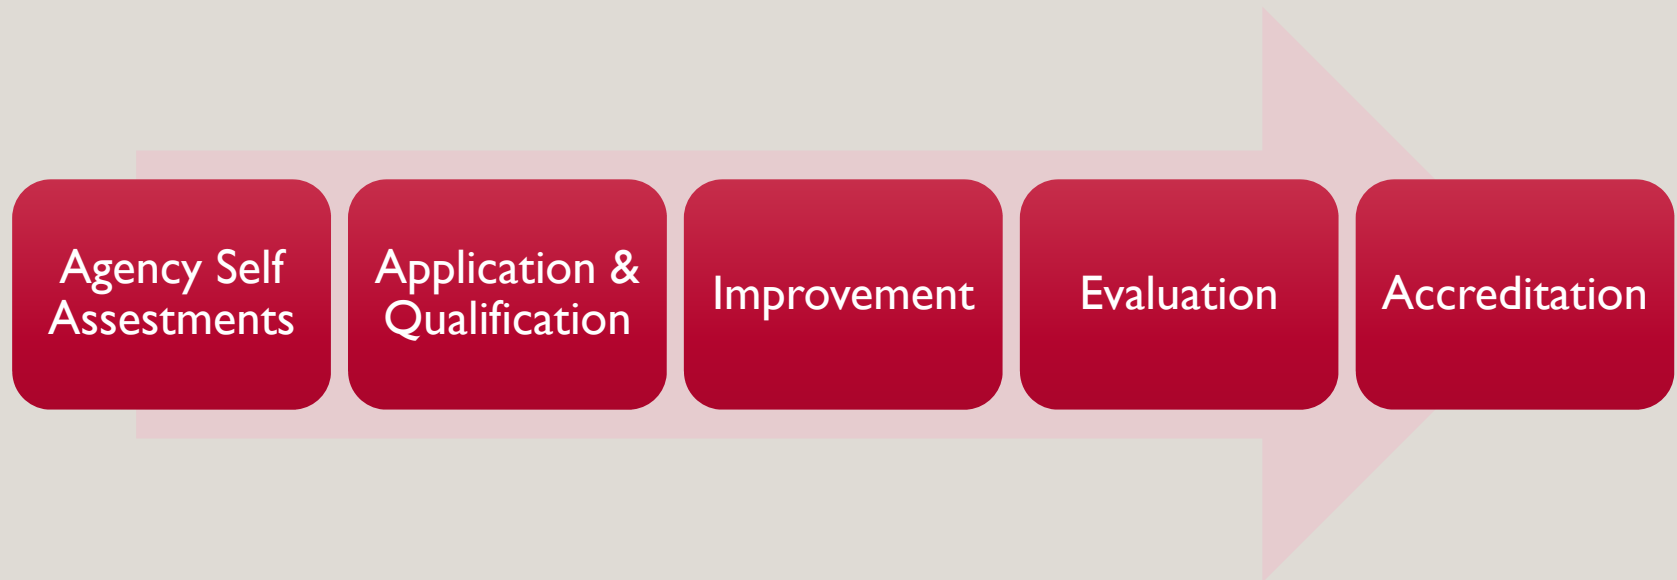 Agency Self
Assestments
Application &
Qualification
Improvement
Evaluation
Accreditation